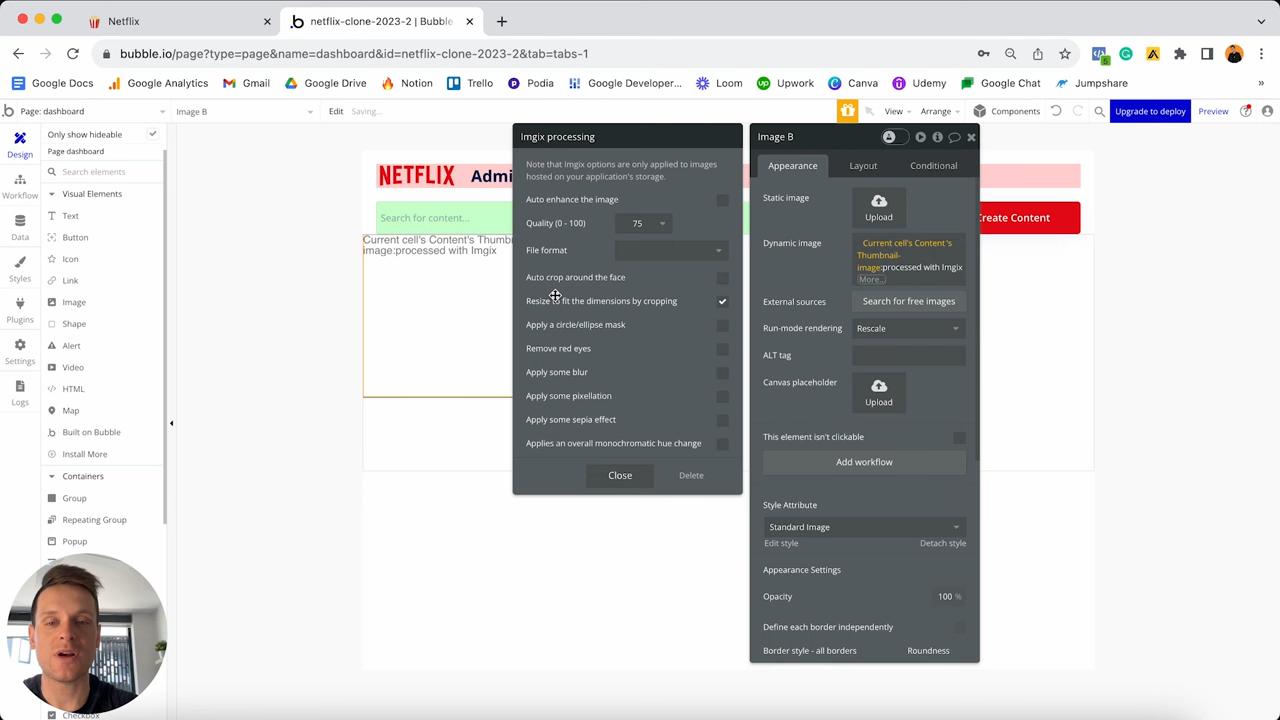 Netflix
netflix-clone-2023-2 | Bubble
bubble.io/page?type=page&name=dashboard&id=netflix-clone-2023-2&tab=tabs-1
Google Docs
Google Analytics
Gmail
Google Drive
Notion
Trello
Podia
Google Developer...
Loom
Upwork
Canva
Udemy
Google Chat
Jumpshare
Page: dashboard
Image B
Edit
Saving...
View
Arrange
Components
Upgrade to deploy
Preview
Design
Workflow
Data
Styles
Plugins
Settings
Logs
Only show hideable
Page dashboard
Search elements
Visual Elements
Text
Button
Icon
Link
Image
Shape
Alert
Video
HTML
Map
Built on Bubble
Install More
Containers
Group
Repeating Group
Popup
Checkbox
NETFLIX
Admi
Search for content...
Create Content
Current cell's Content's Thumbn
image:processed with Imgix
Imgix processing
Note that Imgix options are only applied to images
hosted on your application's storage.
Auto enhance the image
Quality (0 - 100)
75
File format
Auto crop around the face
Resize to fit the dimensions by cropping
Apply a circle/ellipse mask
Remove red eyes
Apply some blur
Apply some pixellation
Apply some sepia effect
Applies an overall monochromatic hue change
Close
Delete
Image B
Appearance
Layout
Conditional
Static image
Upload
Dynamic image
Current cell's Content's
Thumbnail-
image:processed with Imgix
More...
External sources
Search for free images
Run-mode rendering
Rescale
ALT tag
Canvas placeholder
Upload
This element isn't clickable
Add workflow
Style Attribute
Standard Image
Edit style
Detach style
Appearance Settings
Opacity
100 %
Define each border independently
Border style - all borders
Roundness